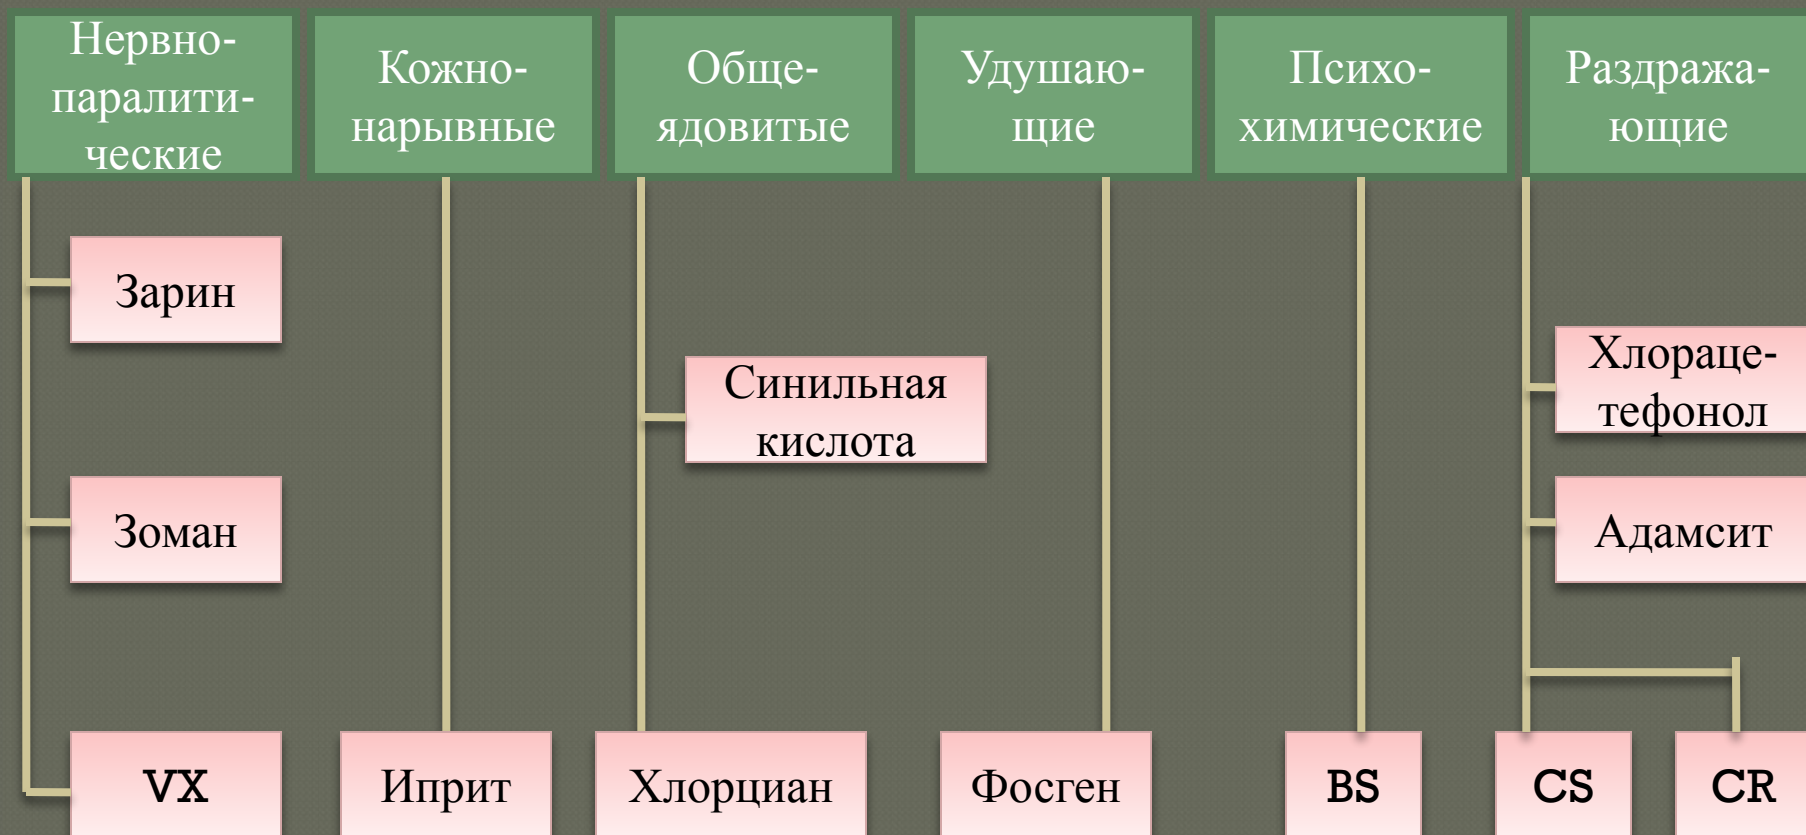 Нервно-
паралити-
ческие
Кожно-
нарывные
Обще-
ядовитые
Удушаю-
щие
Психо-
химические
Раздража-
ющие
Зарин
Хлораце-
тефонол
Синильная
кислота
Зоман
Адамсит
VX
Иприт
Хлорциан
Фосген
BS
CS
CR